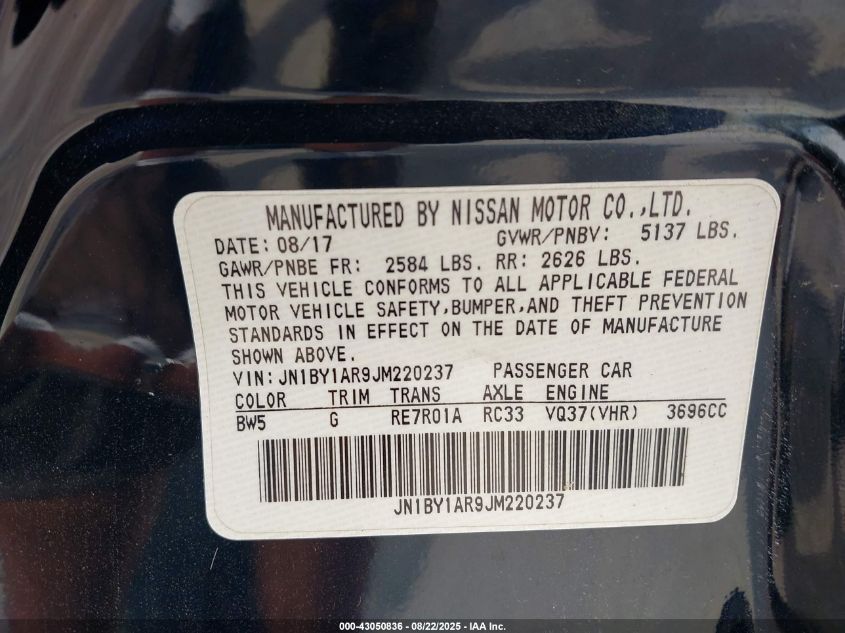 MANUFACTURED BY NISSAN MOTOR CO.,LTD.
DATE: 08/17 GVWR/PNBV: 5137 LBS.
GAWR/PNBE FR: 2584 LBS. RR: 2626 LBS.
THIS VEHICLE CONFORMS TO ALL APPLICABLE FEDERAL
MOTOR VEHICLE SAFETY,BUMPER,AND THEFT PREVENTION
STANDARDS IN EFFECT ON THE DATE OF MANUFACTURE
SHOWN ABOVE.
VIN:JN1BY1AR9JM220237 PASSENGER CAR
COLOR TRIM TRANS AXLE ENGINE
BW5 G RE7R01A RC33 VQ37(VHR) 3696CC
JN1BY1AR9JM220237
000-43050836 - 08/22/2025 - IAA Inc.